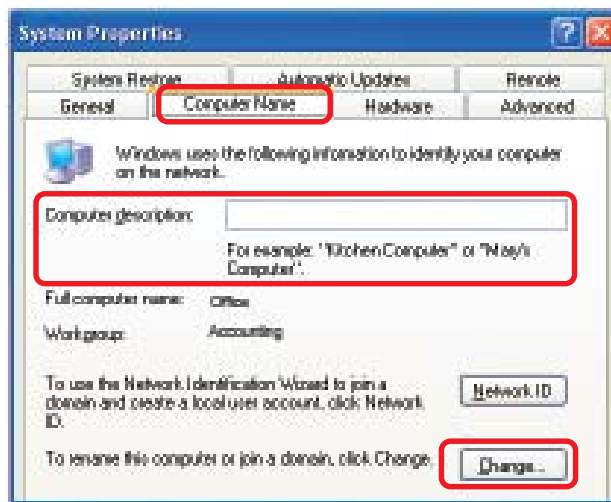 System Properties
System Restore Automatic Updates Remote
General Computer Name Hardware Advanced
Windows uses the following information to identify your computer
on the network.
Computer description:
For example: "Kitchen Computer" or "Mary's
Computer".
Full computer name: Office
Workgroup: Accounting
To use the Network Identification Wizard to join a
domain and create a local user account, click Network
ID.
Network ID
To rename this computer or join a domain, click Change.
Change...